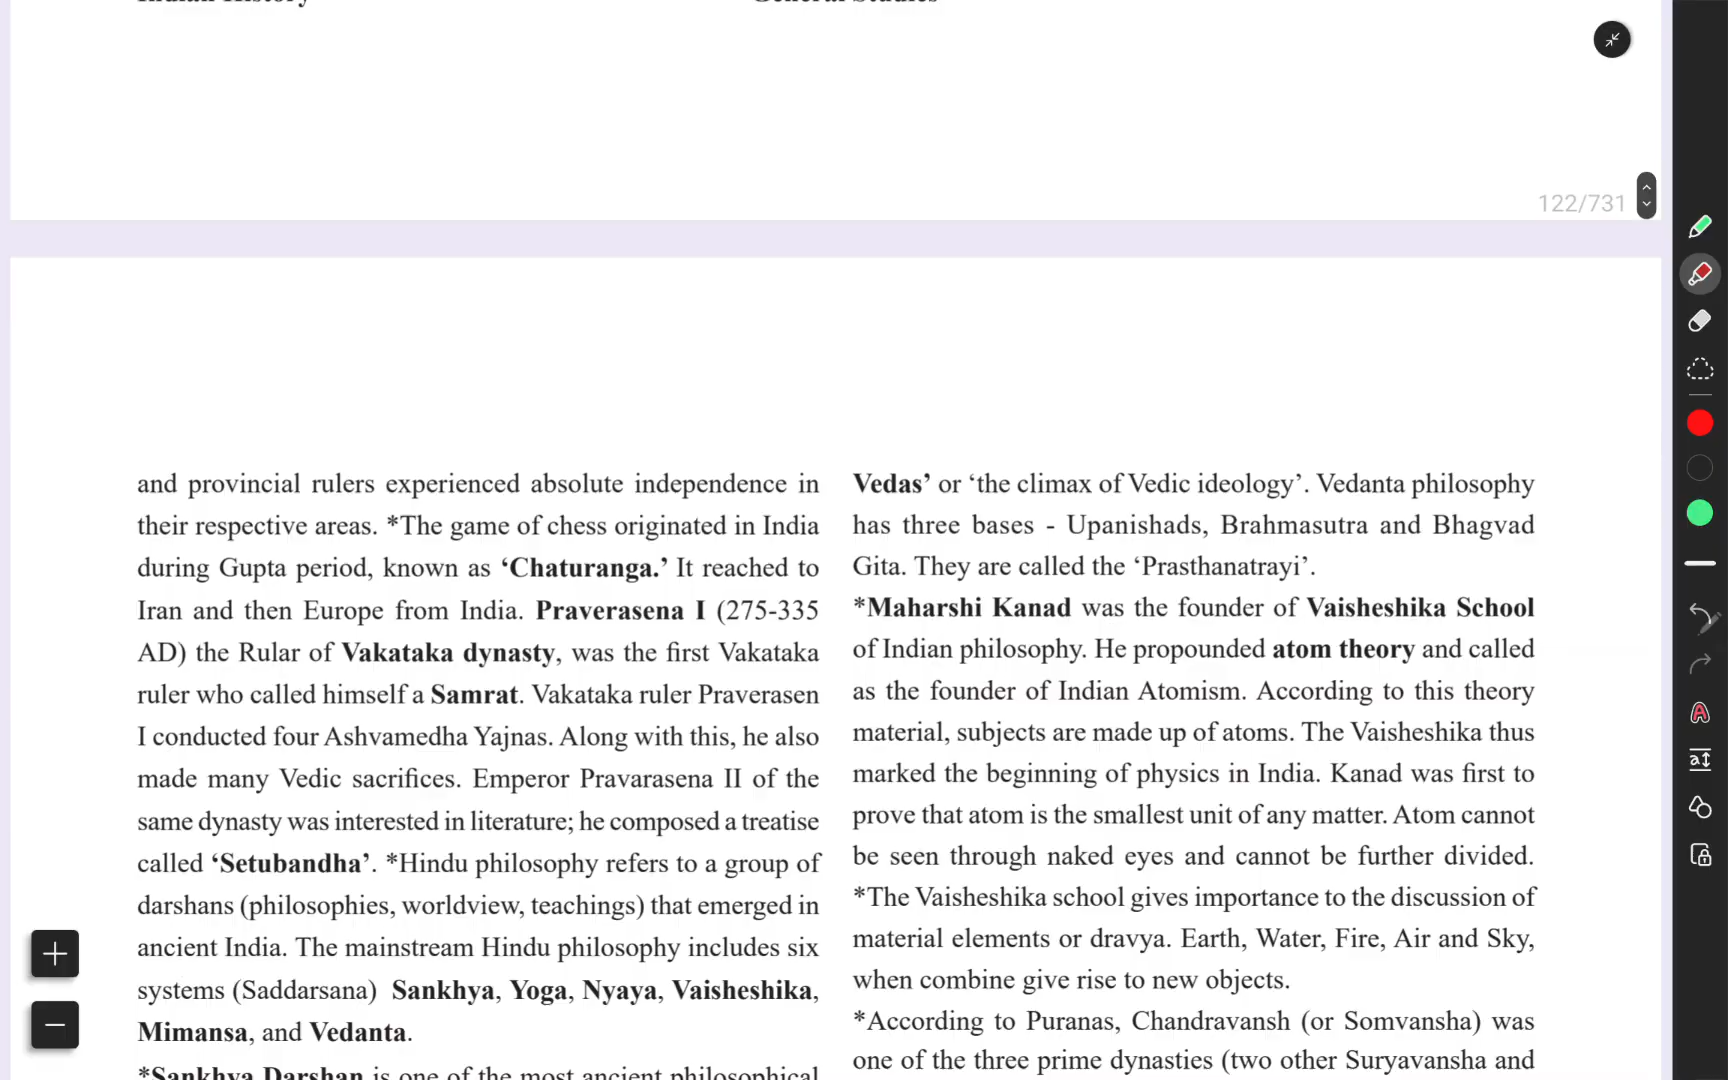 Indian History
General Studies
122/731
and provincial rulers experienced absolute independence in
their respective areas. *The game of chess originated in India
during Gupta period, known as ‘Chaturanga.’ It reached to
Iran and then Europe from India. Praverasena I (275-335
AD) the Rular of Vakataka dynasty, was the first Vakataka
ruler who called himself a Samrat. Vakataka ruler Praverasen
I conducted four Ashvamedha Yajnas. Along with this, he also
made many Vedic sacrifices. Emperor Pravarasena II of the
same dynasty was interested in literature; he composed a treatise
called ‘Setubandha’. *Hindu philosophy refers to a group of
darshans (philosophies, worldview, teachings) that emerged in
ancient India. The mainstream Hindu philosophy includes six
systems (Saddarsana) Sankhya, Yoga, Nyaya, Vaisheshika,
Mimansa, and Vedanta.
*Sankhya Darshan is one of the most ancient philosophical
Vedas’ or ‘the climax of Vedic ideology’. Vedanta philosophy
has three bases - Upanishads, Brahmasutra and Bhagvad
Gita. They are called the ‘Prasthanatrayi’.
*Maharshi Kanad was the founder of Vaisheshika School
of Indian philosophy. He propounded atom theory and called
as the founder of Indian Atomism. According to this theory
material, subjects are made up of atoms. The Vaisheshika thus
marked the beginning of physics in India. Kanad was first to
prove that atom is the smallest unit of any matter. Atom cannot
be seen through naked eyes and cannot be further divided.
*The Vaisheshika school gives importance to the discussion of
material elements or dravya. Earth, Water, Fire, Air and Sky,
when combine give rise to new objects.
*According to Puranas, Chandravansh (or Somvansha) was
one of the three prime dynasties (two other Suryavansha and